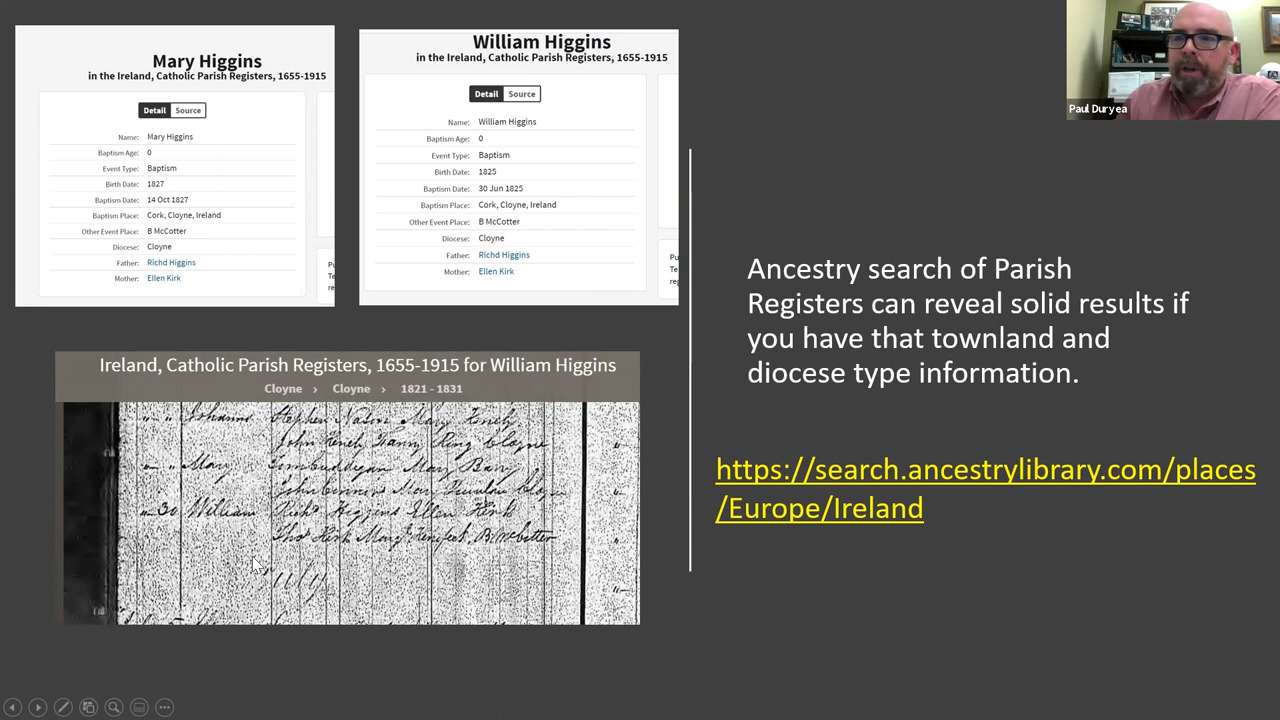 Mary Higgins
in the Ireland, Catholic Parish Registers, 1655-1915
Detail Source
Name: Mary Higgins
Baptism Age: 0
Event Type: Baptism
Birth Date: 1827
Baptism Date: 14 Oct 1827
Baptism Place: Cork, Cloyne, Ireland
Other Event Place: B McCotter
Diocese: Cloyne
Father: Richd Higgins
Mother: Ellen Kirk
William Higgins
in the Ireland, Catholic Parish Registers, 1655-1915
Detail Source
Name: William Higgins
Baptism Age: 0
Event Type: Baptism
Birth Date: 1825
Baptism Date: 30 Jun 1825
Baptism Place: Cork, Cloyne, Ireland
Other Event Place: B McCotter
Diocese: Cloyne
Father: Richd Higgins
Mother: Ellen Kirk
Paul Duryea
Ireland, Catholic Parish Registers, 1655-1915 for William Higgins
Cloyne > Cloyne > 1821 - 1831
Mary Mary Barry
William Richd Higgins Ellen
Ancestry search of Parish
Registers can reveal solid results if
you have that townland and
diocese type information.
https://search.ancestrylibrary.com/places
/Europe/Ireland